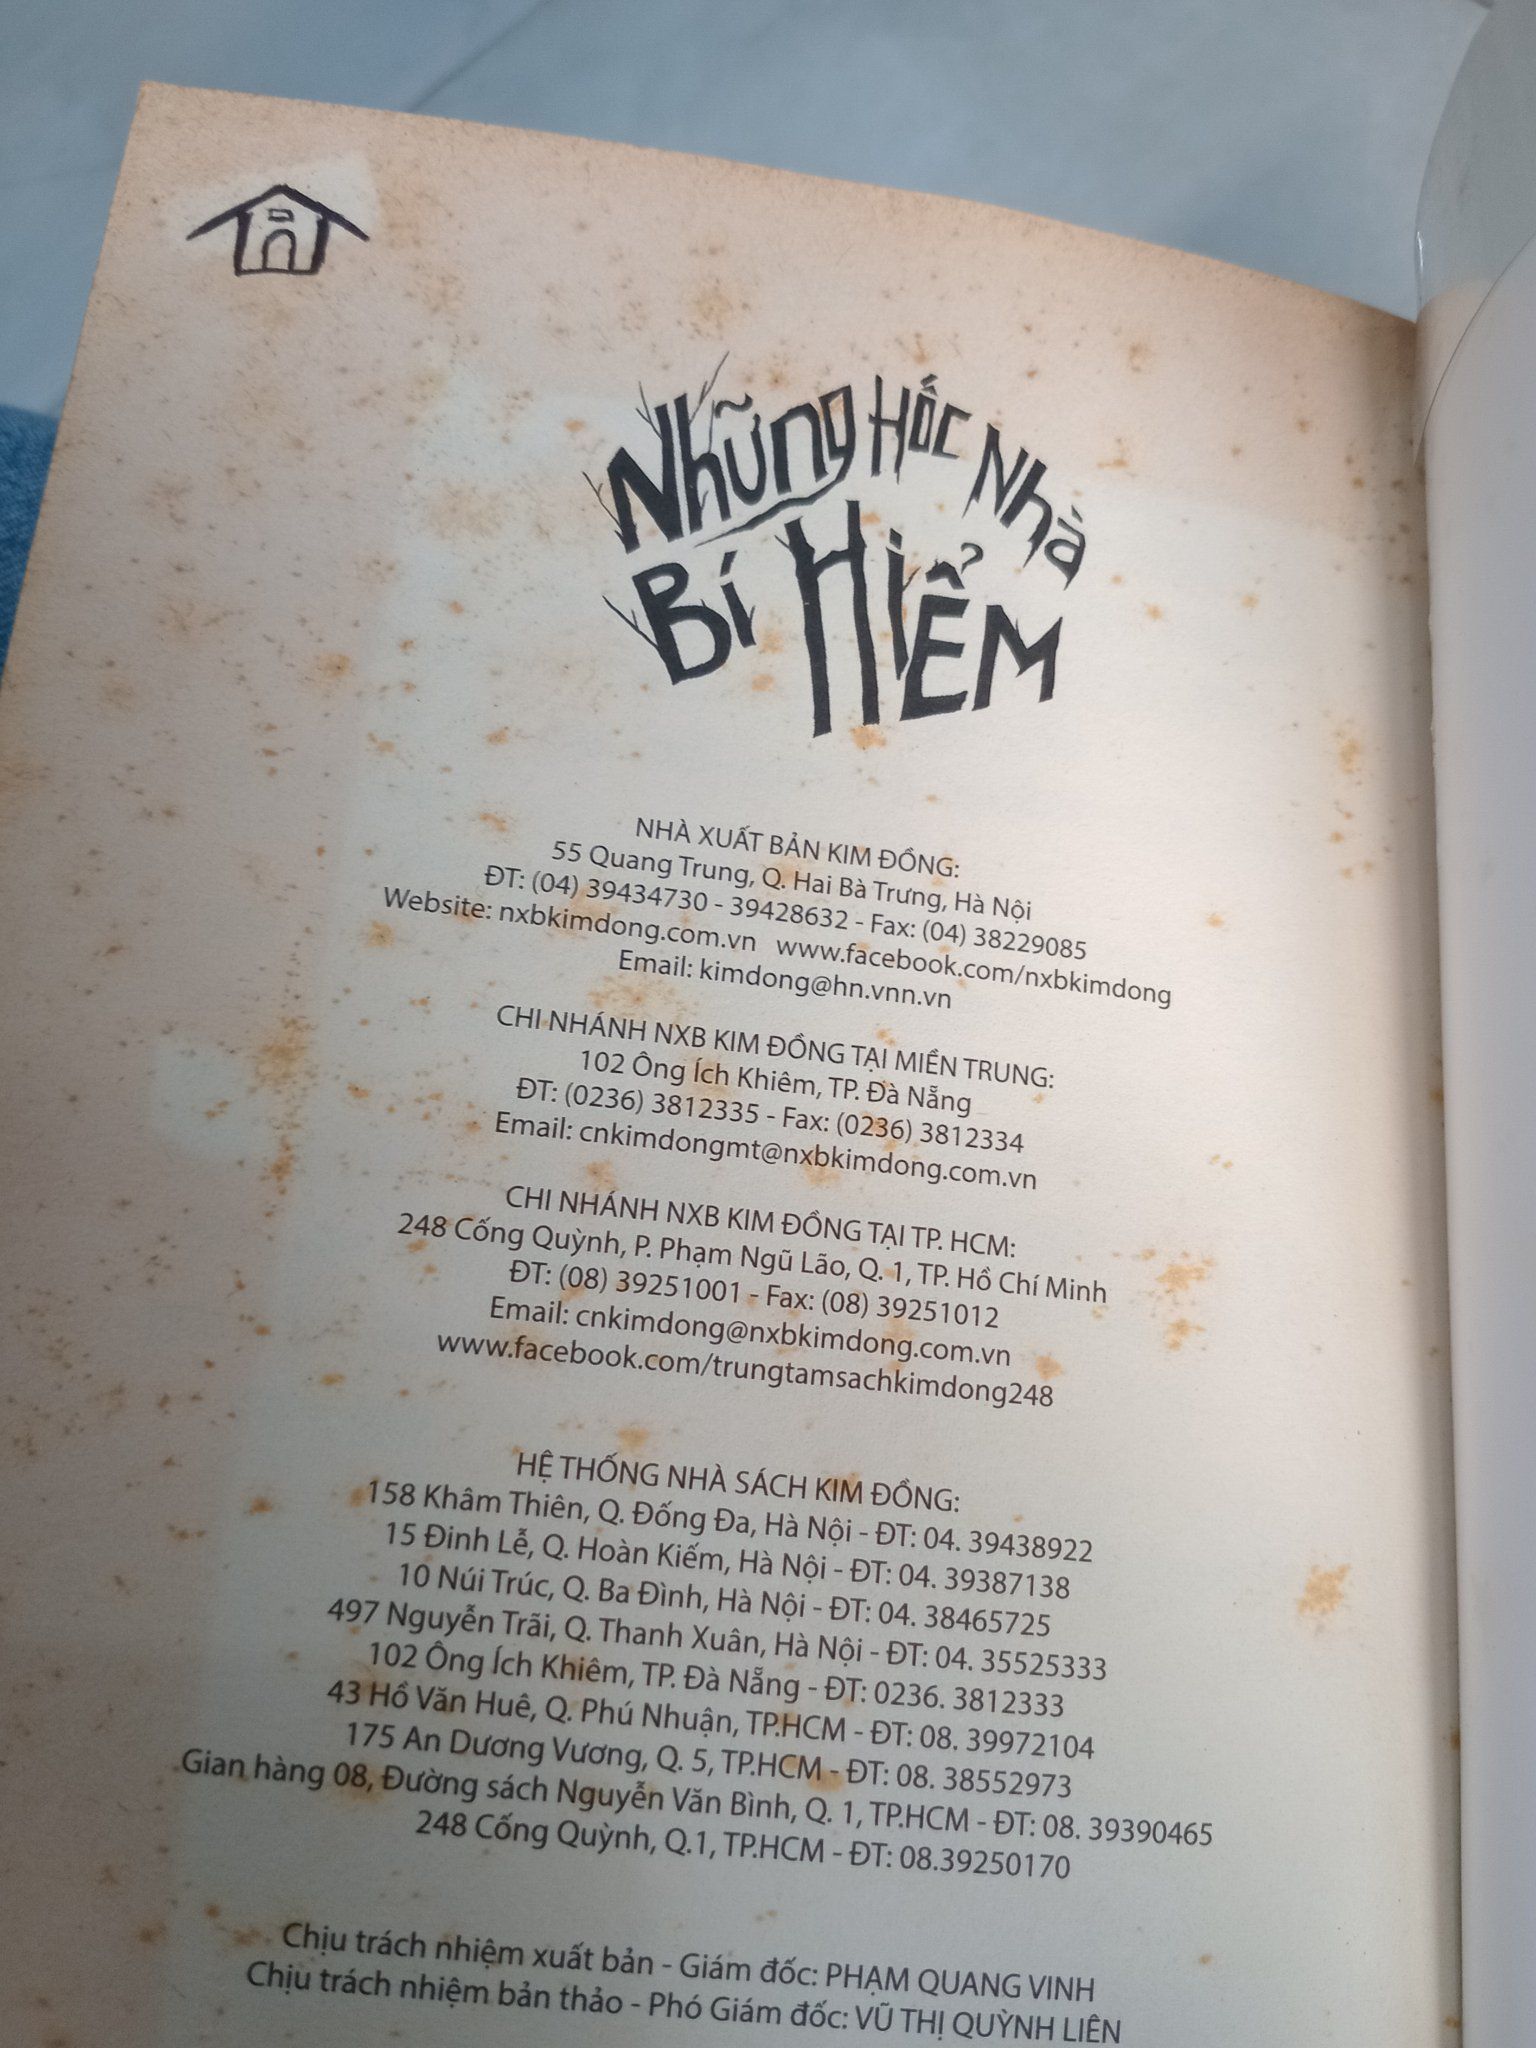 Những Hốc Nhà
Bí Hiểm
NHÀ XUẤT BẢN KIM ĐỒNG:
55 Quang Trung, Q. Hai Bà Trưng, Hà Nội
ĐT: (04) 39434730 - 39428632 - Fax: (04) 38229085
Website: nxbkimdong.com.vn www.facebook.com/nxbkimdong
Email: kimdong@hn.vnn.vn
CHI NHÁNH NXB KIM ĐỒNG TẠI MIỀN TRUNG:
102 Ông Ích Khiêm, TP. Đà Nẵng
ĐT: (0236) 3812335 - Fax: (0236) 3812334
Email: cnkimdongmt@nxbkimdong.com.vn
CHI NHÁNH NXB KIM ĐỒNG TẠI TP. HCM:
248 Cống Quỳnh, P. Phạm Ngũ Lão, Q. 1, TP. Hồ Chí Minh
ĐT: (08) 39251001 - Fax: (08) 39251012
Email: cnkimdong@nxbkimdong.com.vn
www.facebook.com/trungtamsachkimdong248
HỆ THỐNG NHÀ SÁCH KIM ĐỒNG:
158 Khâm Thiên, Q. Đống Đa, Hà Nội - ĐT: 04. 39438922
15 Đinh Lễ, Q. Hoàn Kiếm, Hà Nội - ĐT: 04. 39387138
10 Núi Trúc, Q. Ba Đình, Hà Nội - ĐT: 04. 38465725
497 Nguyễn Trãi, Q. Thanh Xuân, Hà Nội - ĐT: 04. 35525333
102 Ông Ích Khiêm, TP. Đà Nẵng - ĐT: 0236. 3812333
43 Hồ Văn Huê, Q. Phú Nhuận, TP.HCM - ĐT: 08. 39972104
175 An Dương Vương, Q. 5, TP.HCM - ĐT: 08. 38552973
Gian hàng 08, Đường sách Nguyễn Văn Bình, Q. 1, TP.HCM - ĐT: 08. 39390465
248 Cống Quỳnh, Q.1, TP.HCM - ĐT: 08.39250170
Chịu trách nhiệm xuất bản - Giám đốc: PHẠM QUANG VINH
Chịu trách nhiệm bản thảo - Phó Giám đốc: VŨ THỊ QUỲNH LIÊN